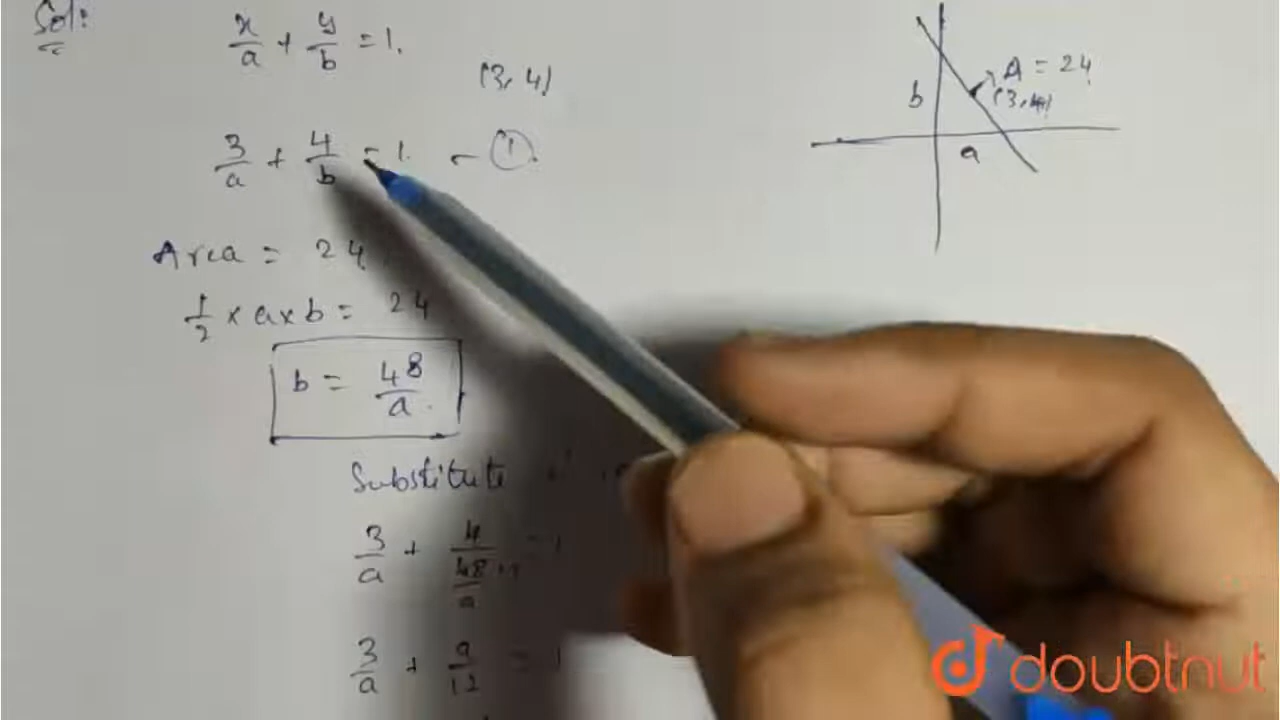 Sol:
x/a + y/b = 1.
(3, 4)
3/a + 4/b = 1. - ①.
Area = 24
1/2 × a × b = 24
b = 48/a.
Substitute
3/a + 4/(48/a) = 1
3/a + a/12 = 1
A = 24
(3, 4)
b
a
doubtnut